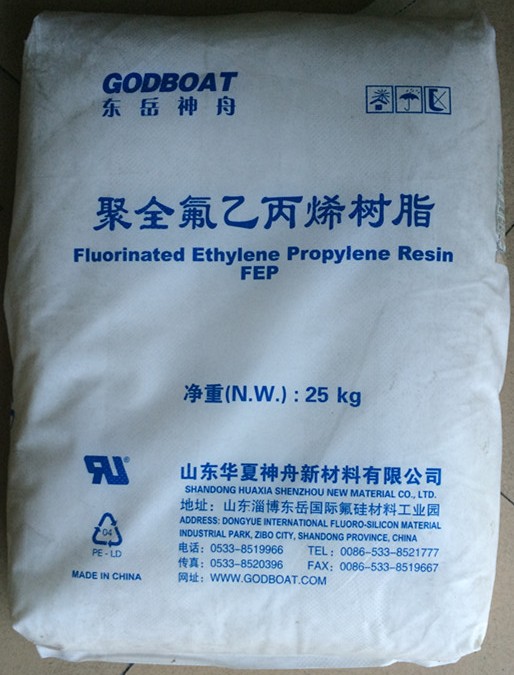 GODBOAT
东岳神舟
聚全氟乙丙烯树脂
Fluorinated Ethylene Propylene Resin
FEP
净重(N.W.) : 25 kg
山东华夏神舟新材料有限公司
SHANDONG HUAXIA SHENZHOU NEW MATERIAL CO., LTD.
地址: 山东淄博东岳国际氟硅材料工业园
ADDRESS: DONGYUE INTERNATIONAL FLUORO-SILICON MATERIAL
INDUSTRIAL PARK, ZIBO CITY, SHANDONG PROVINCE, CHINA
电话: 0533-8519966 TEL: 0086-533-8521777
传真: 0533-8520396 FAX: 0086-533-8519667
网址: WWW.GODBOAT.COM
RU®
04
PE-LD
MADE IN CHINA